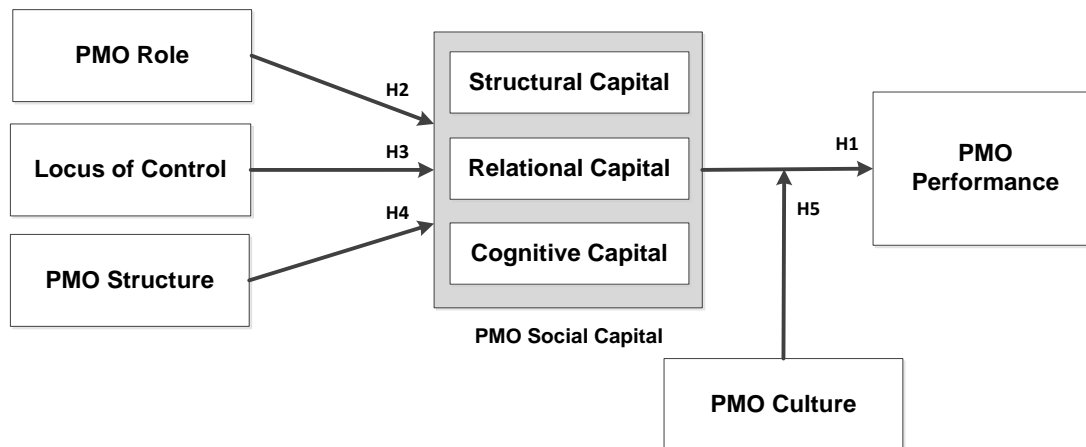 PMO Role
H2
Structural Capital
Locus of Control
H3
Relational Capital
H1
PMO
Performance
H4
H5
PMO Structure
Cognitive Capital
PMO Social Capital
PMO Culture